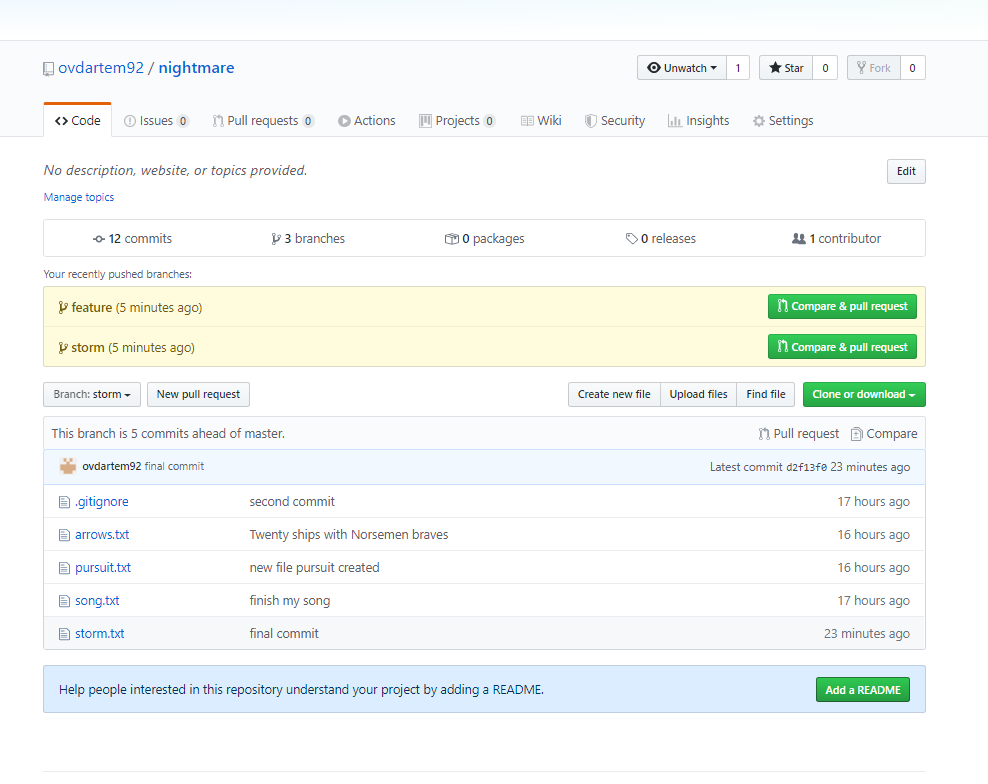 ovdartem92 / nightmare
Unwatch 1 Star 0 Fork 0
Code Issues 0 Pull requests 0 Actions Projects 0 Wiki Security Insights Settings
No description, website, or topics provided. Edit
Manage topics
12 commits 3 branches 0 packages 0 releases 1 contributor
Your recently pushed branches:
feature (5 minutes ago) Compare & pull request
storm (5 minutes ago) Compare & pull request
Branch: storm New pull request Create new file Upload files Find file Clone or download
This branch is 5 commits ahead of master. Pull request Compare
ovdartem92 final commit Latest commit d2f13f0 23 minutes ago
.gitignore second commit 17 hours ago
arrows.txt Twenty ships with Norsemen braves 16 hours ago
pursuit.txt new file pursuit created 16 hours ago
song.txt finish my song 17 hours ago
storm.txt final commit 23 minutes ago
Help people interested in this repository understand your project by adding a README. Add a README